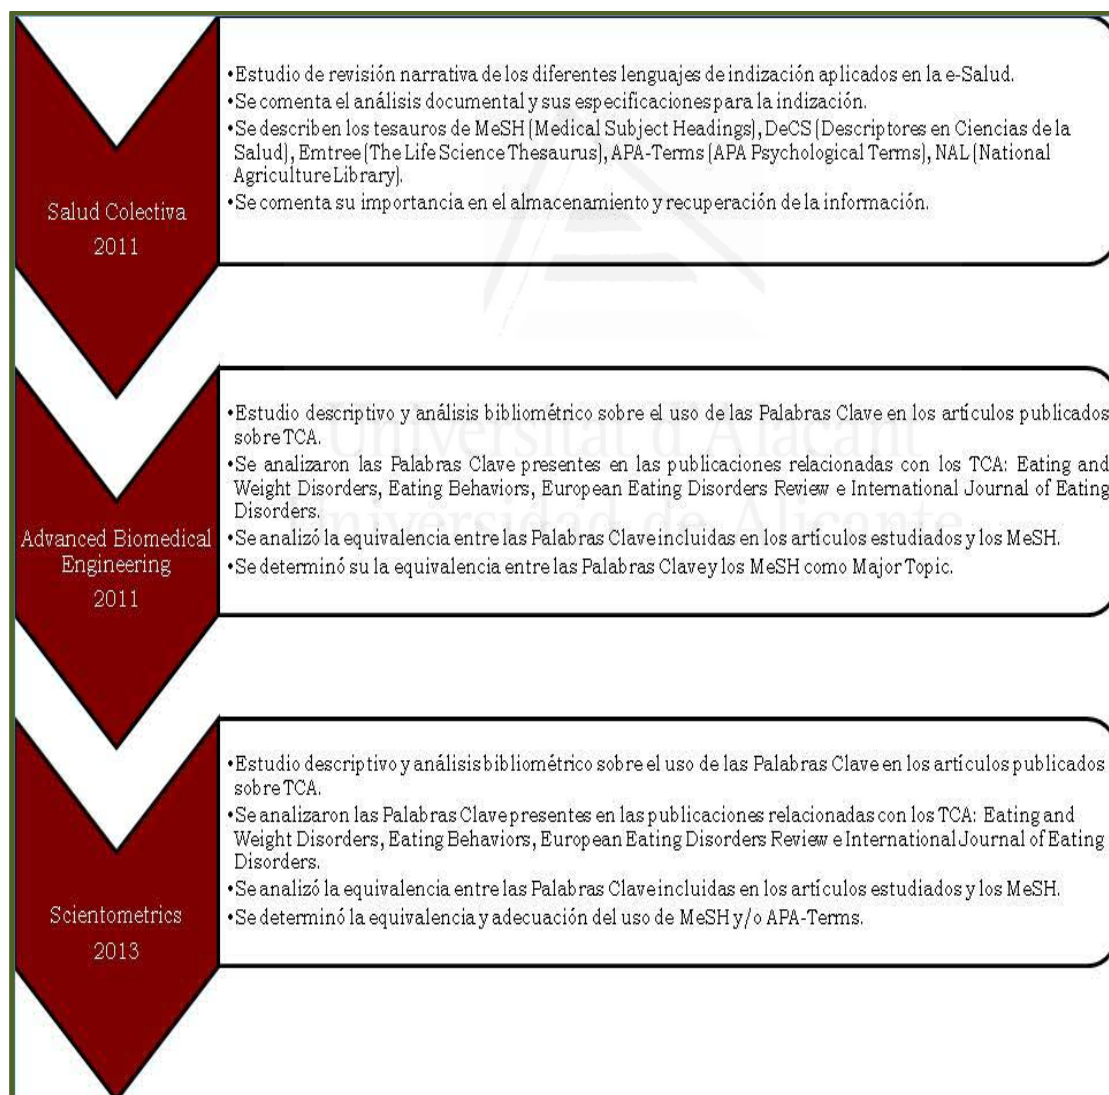 •Estudio de revisión narrativa de los diferentes lenguajes de indización aplicados en la e-Salud.
•Se comenta el análisis documental y sus especificaciones para la indización.
•Se describen los tesauros de MeSH (Medical Subject Headings), DeCS (Descriptores en Ciencias de la
Salud), Emtree (The Life Science Thesaurus), APA-Terms (APA Psychological Terms), NAL (National
Agriculture Library).
•Se comenta su importancia en el almacenamiento y recuperación de la información.
Salud Colectiva
2011
•Estudio descriptivo y análisis bibliométrico sobre el uso de las Palabras Clave en los artículos publicados
sobre TCA.
•Se analizaron las Palabras Clave presentes en las publicaciones relacionadas con los TCA: Eating and
Weight Disorders, Eating Behaviors, European Eating Disorders Review e International Journal of Eating
Disorders.
•Se analizó la equivalencia entre las Palabras Clave incluidas en los artículos estudiados y los MeSH.
•Se determinó su la equivalencia entre las Palabras Clave y los MeSH como Major Topic.
Advanced Biomedical
Engineering
2011
Universitat d'Alacant
Universidad de Alicante
•Estudio descriptivo y análisis bibliométrico sobre el uso de las Palabras Clave en los artículos publicados
sobre TCA.
•Se analizaron las Palabras Clave presentes en las publicaciones relacionadas con los TCA: Eating and
Weight Disorders, Eating Behaviors, European Eating Disorders Review e International Journal of Eating
Disorders.
•Se analizó la equivalencia entre las Palabras Clave incluidas en los artículos estudiados y los MeSH.
•Se determinó la equivalencia y adecuación del uso de MeSH y/o APA-Terms.
Scientometrics
2013